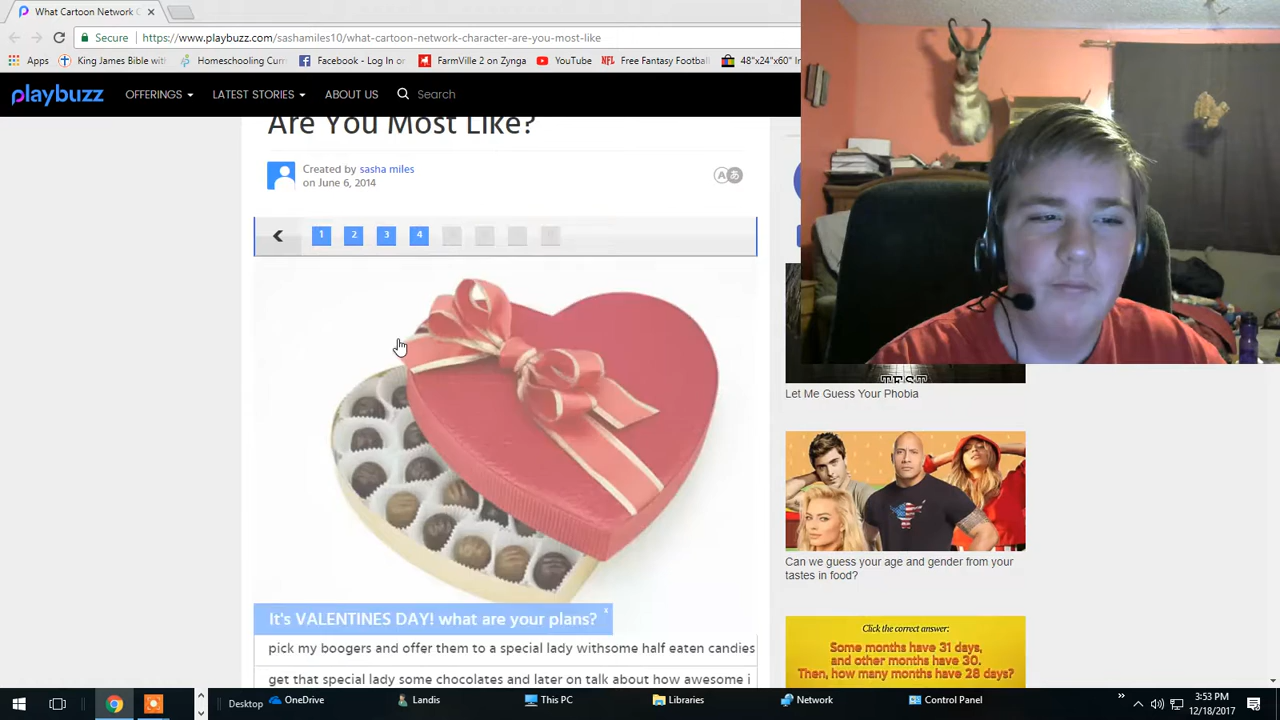 What Cartoon Network C
Secure https://www.playbuzz.com/sashamiles10/what-cartoon-network-character-are-you-most-like
Apps King James Bible with Homeschooling Curr Facebook - Log In or FarmVille 2 on Zynga YouTube NFL Free Fantasy Football 48"x24"x60"
playbuzz OFFERINGS LATEST STORIES ABOUT US Search
Are You Most Like?
Created by sasha miles
on June 6, 2014
A あ
1 2 3 4
TEST
Let Me Guess Your Phobia
Can we guess your age and gender from your
tastes in food?
It's VALENTINES DAY! what are your plans? x
pick my boogers and offer them to a special lady withsome half eaten candies
get that special lady some chocolates and later on talk about how awesome i
Click the correct answer:
Some months have 31 days,
and other months have 30.
Then, how many months have 28 days?
Desktop OneDrive Landis This PC Libraries Network Control Panel
3:53 PM
12/18/2017